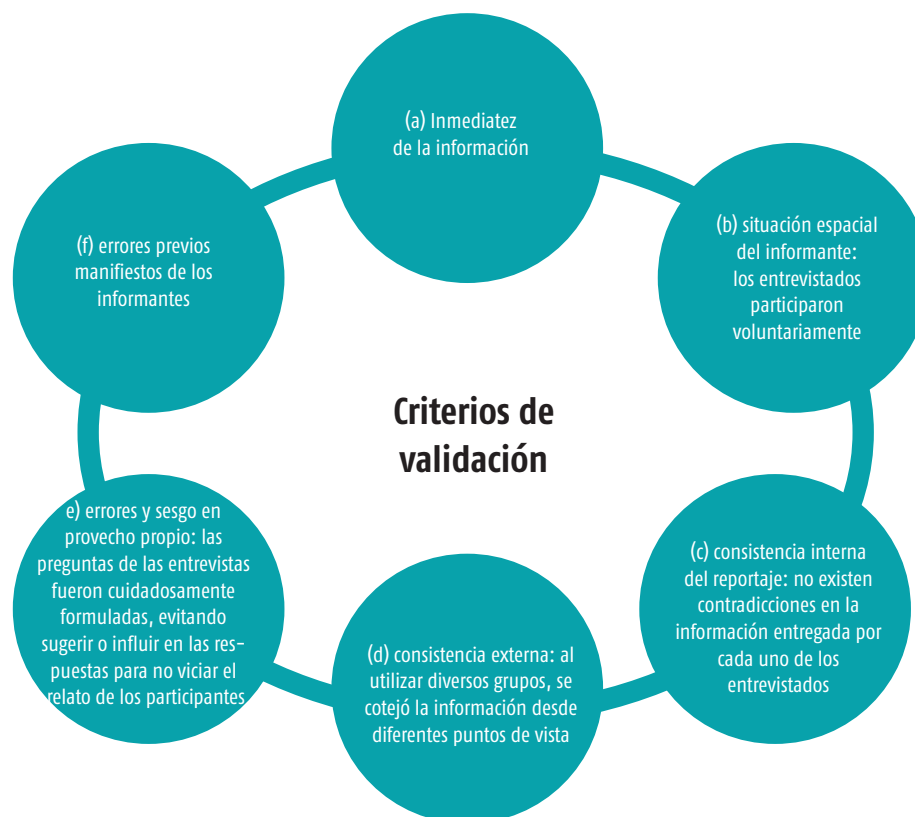 (a) Inmediatez
de la información
(b) situación espacial
del informante:
los entrevistados
participaron
voluntariamente
(c) consistencia interna
del reportaje: no existen
contradicciones en la
información entregada por
cada uno de los
entrevistados
(d) consistencia externa: al
utilizar diversos grupos, se
cotejó la información desde
diferentes puntos de vista
e) errores y sesgo en
provecho propio: las
preguntas de las entrevistas
fueron cuidadosamente
formuladas, evitando
sugerir o influir en las res-
puestas para no viciar el
relato de los participantes
(f) errores previos
manifiestos de los
informantes
Criterios de
validación